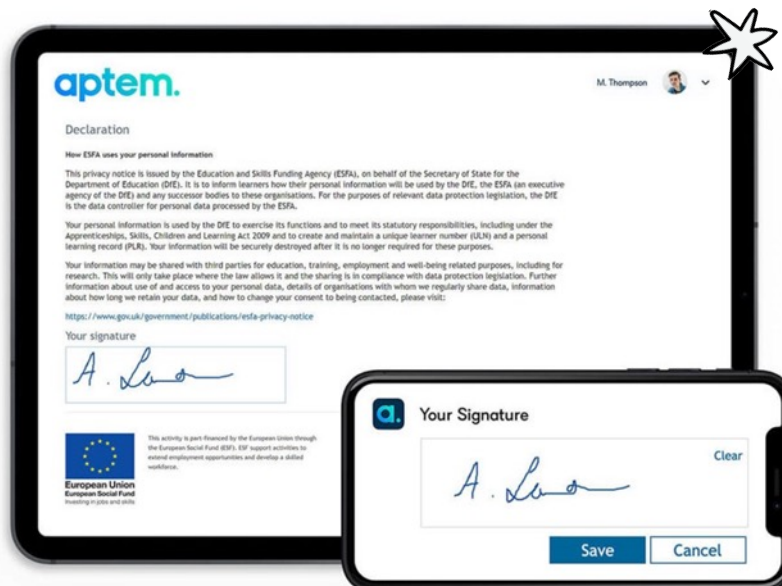 aptem.
M. Thompson
Declaration
How ESFA uses your personal information
This privacy notice is issued by the Education and Skills Funding Agency (ESFA), on behalf of the Secretary of State for the
Department of Education (DfE). It is to inform learners how their personal information will be used by the DfE, the ESFA (an executive
agency of the DfE) and any successor bodies to these organisations. For the purposes of relevant data protection legislation, the DfE
is the data controller for personal data processed by the ESFA.
Your personal information is used by the DfE to exercise its functions and to meet its statutory responsibilities, including under the
Apprenticeships, Skills, Children and Learning Act 2009 and to create and maintain a unique learner number (ULN) and a personal
learning record (PLR). Your information will be securely destroyed after it is no longer required for these purposes.
Your information may be shared with third parties for education, training, employment and well-being related purposes, including for
research. This will only take place where the law allows it and the sharing is in compliance with data protection legislation. Further
information about use of and access to your personal data, details of organisations with whom we regularly share data, information
about how long we retain your data, and how to change your consent to being contacted, please visit:
https://www.gov.uk/government/publications/esfa-privacy-notice
Your signature
A.
This activity is part-financed by the European Union through
the European Social Fund (ESF). ESF support activities to
extend employment opportunities and develop a skilled
workforce.
European Union
European Social Fund
Investing in jobs and skills
a.
Your Signature
Clear
A.
Save
Cancel